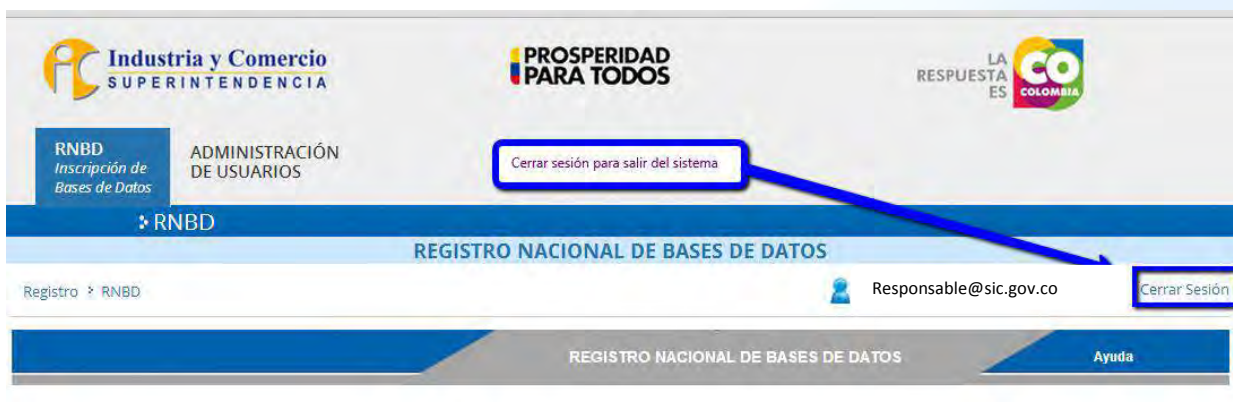 Industria y Comercio
SUPERINTENDENCIA
PROSPERIDAD
PARA TODOS
LA
RESPUESTA
ES
CO
COLOMBIA
RNBD
Inscripción de
Bases de Datos
ADMINISTRACIÓN
DE USUARIOS
Cerrar sesión para salir del sistema
RNBD
REGISTRO NACIONAL DE BASES DE DATOS
Registro RNBD
Responsable@sic.gov.co
Cerrar Sesión
REGISTRO NACIONAL DE BASES DE DATOS
Ayuda